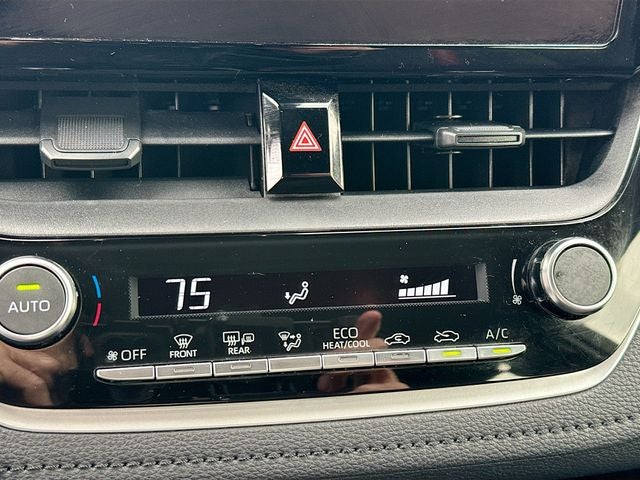 75
AUTO
OFF
FRONT
REAR
ECO
HEAT/COOL
A/C